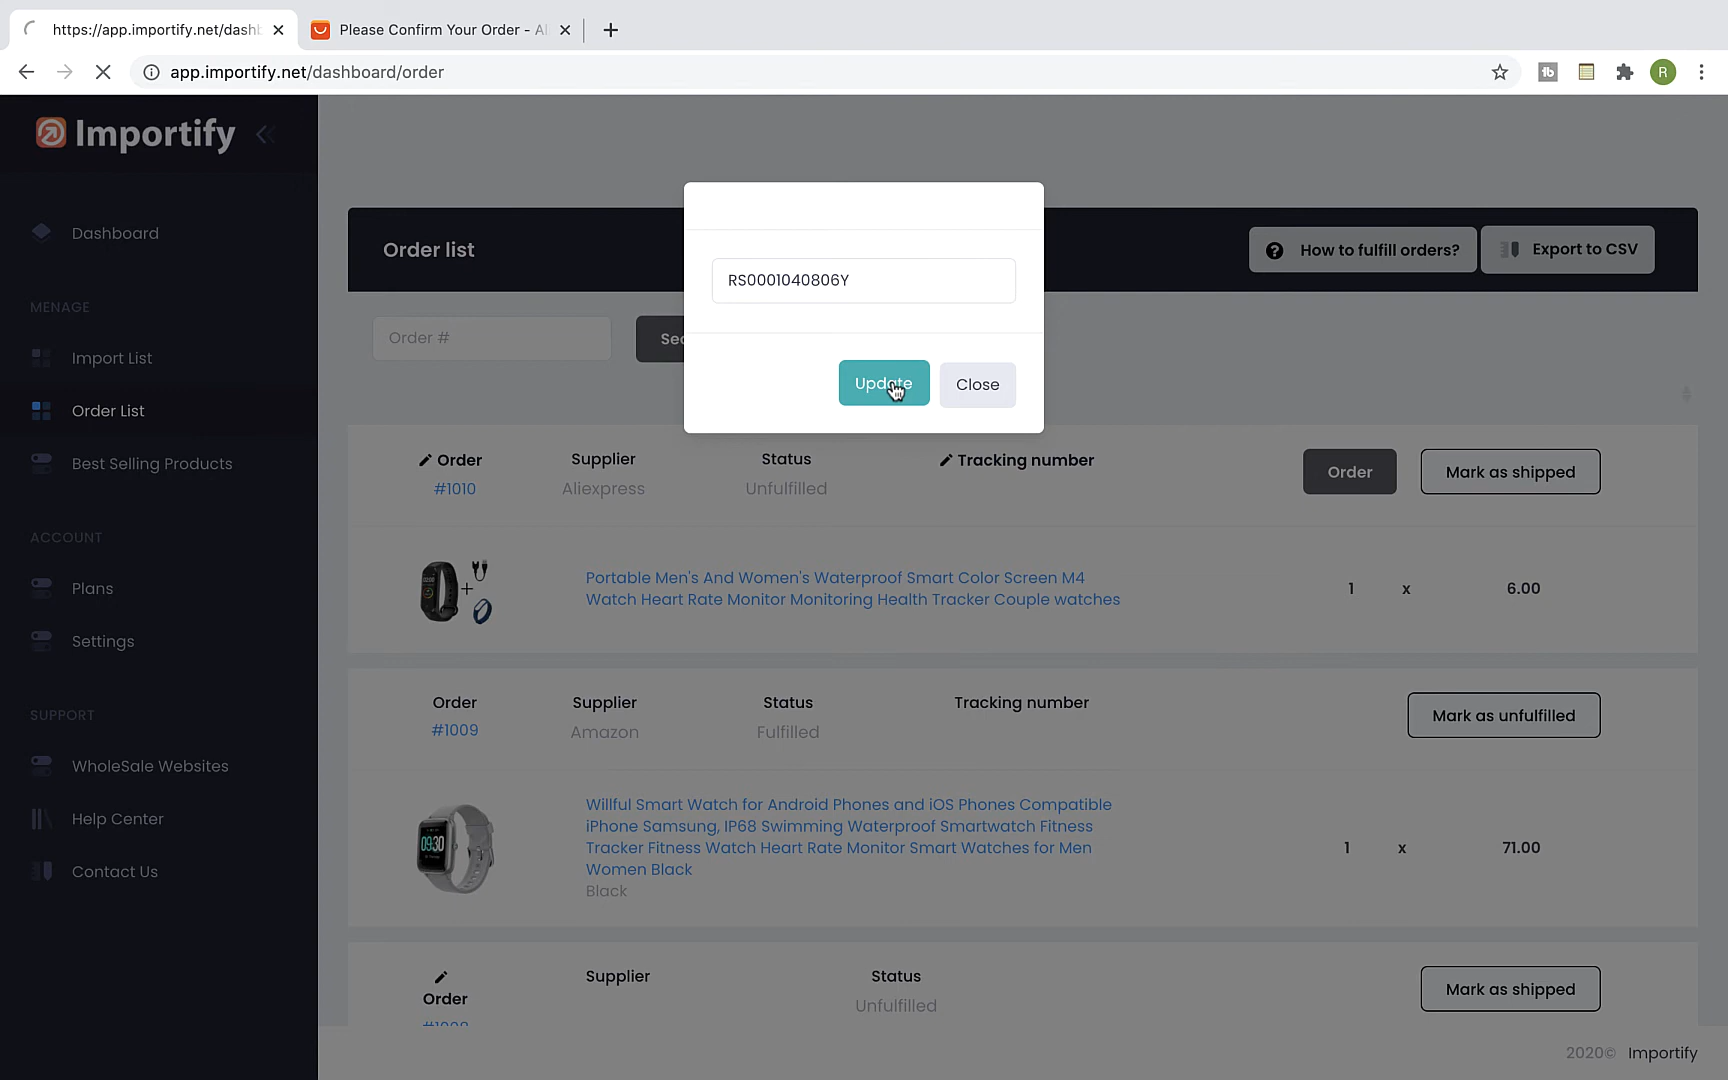 https://app.importify.net/dashb
Please Confirm Your Order - Al
app.importify.net/dashboard/order
R
Importify
Dashboard
MENAGE
Import List
Order List
Best Selling Products
ACCOUNT
Plans
Settings
SUPPORT
WholeSale Websites
Help Center
Contact Us
Order list
How to fulfill orders?
Export to CSV
Order #
Sea
RS0001040806Y
Update
Close
Order
#1010
Supplier
Aliexpress
Status
Unfulfilled
Tracking number
Order
Mark as shipped
Portable Men's And Women's Waterproof Smart Color Screen M4
Watch Heart Rate Monitor Monitoring Health Tracker Couple watches
1 x 6.00
Order
#1009
Supplier
Amazon
Status
Fulfilled
Tracking number
Mark as unfulfilled
09:30
Willful Smart Watch for Android Phones and iOS Phones Compatible
iPhone Samsung, IP68 Swimming Waterproof Smartwatch Fitness
Tracker Fitness Watch Heart Rate Monitor Smart Watches for Men
Women Black
Black
1 x 71.00
Order
Supplier
Status
Unfulfilled
Mark as shipped
2020© Importify